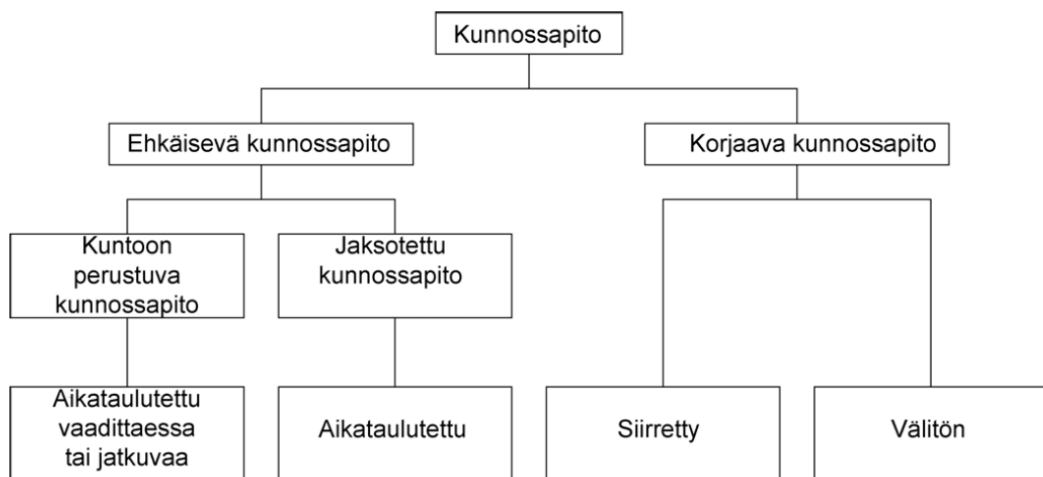 Kunnossapito
Ehkäisevä kunnossapito
Korjaava kunnossapito
Kuntoon
perustuva
kunnossapito
Jaksotettu
kunnossapito
Aikataulutettu
vaadittaessa
tai jatkuvaa
Aikataulutettu
Siirretty
Välitön